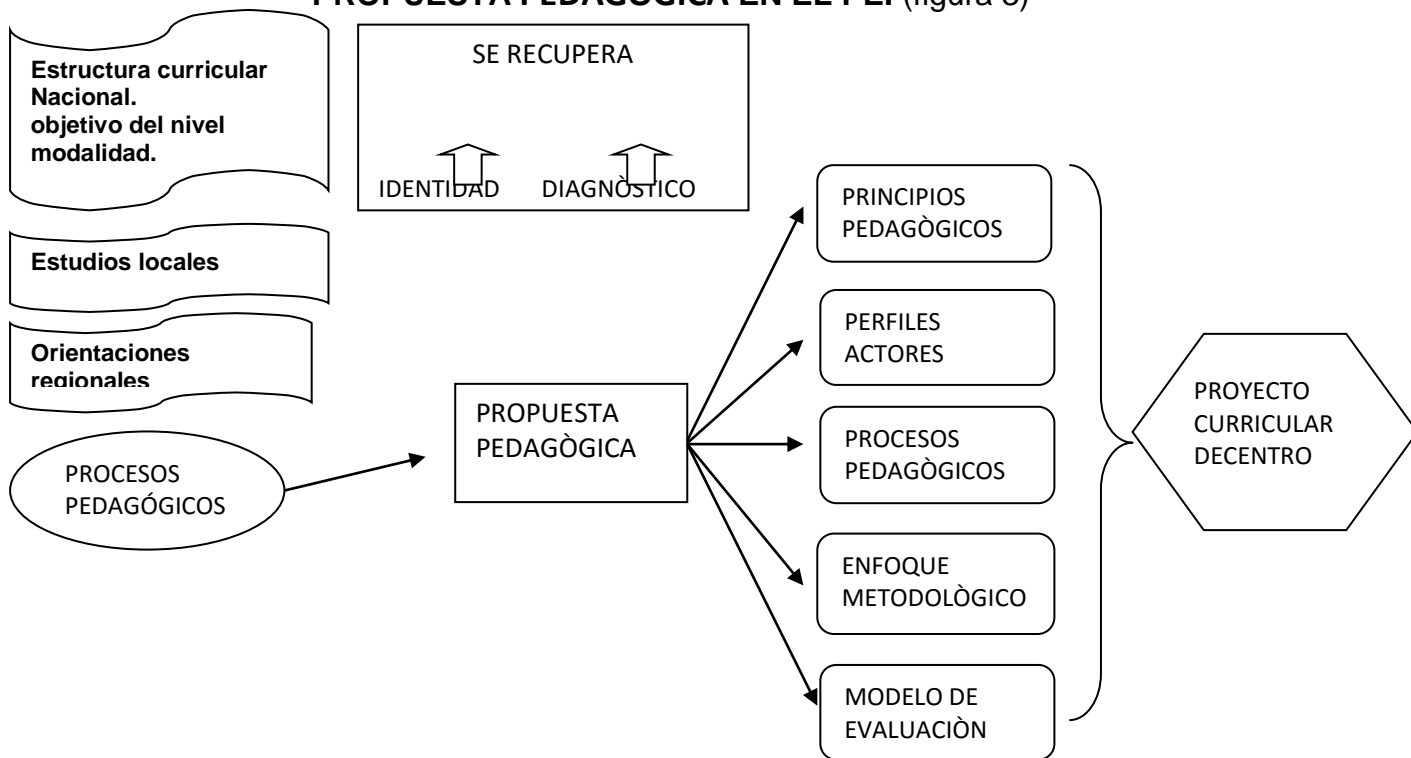 PROPUESTA PEDAGOGICA EN EL PEI (figura 8)
Estructura curricular
Nacional.
objetivo del nivel
modalidad.
SE RECUPERA
IDENTIDAD
DIAGNÒSTICO
Estudios locales
Orientaciones
regionales
PROCESOS
PEDAGÓGICOS
PROPUESTA
PEDAGÒGICA
PRINCIPIOS
PEDAGÒGICOS
PERFILES
ACTORES
PROCESOS
PEDAGÒGICOS
ENFOQUE
METODOLÒGICO
MODELO DE
EVALUACIÒN
PROYECTO
CURRICULAR
DECENTRO